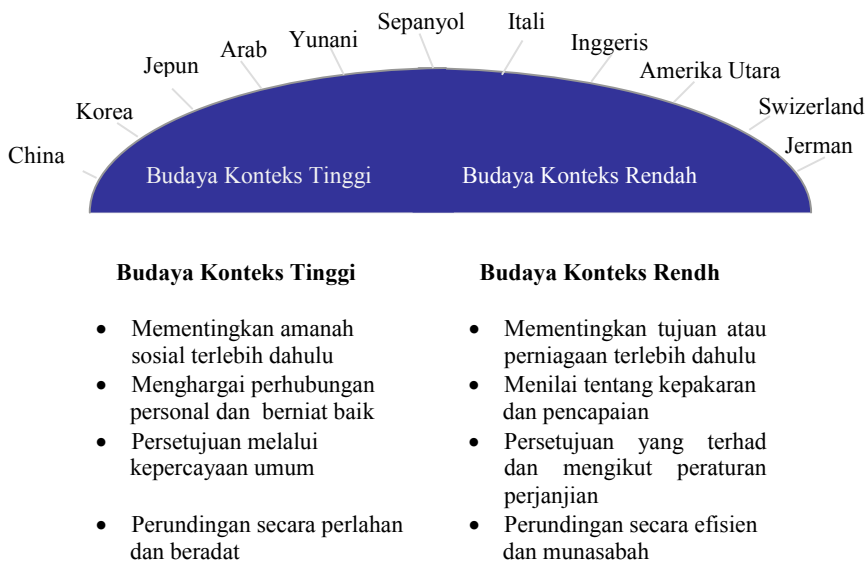 China
Korea
Jepun
Arab
Yunani
Sepanyol
Itali
Inggeris
Amerika Utara
Swizerland
Jerman
Budaya Konteks Tinggi
Budaya Konteks Rendah
Budaya Konteks Tinggi
• Mementingkan amanah
sosial terlebih dahulu
• Menghargai perhubungan
personal dan berniat baik
• Persetujuan melalui
kepercayaan umum
• Perundingan secara perlahan
dan beradat
Budaya Konteks Rendh
• Mementingkan tujuan atau
perniagaan terlebih dahulu
• Menilai tentang kepakaran
dan pencapaian
• Persetujuan yang terhad
dan mengikut peraturan
perjanjian
• Perundingan secara efisien
dan munasabah